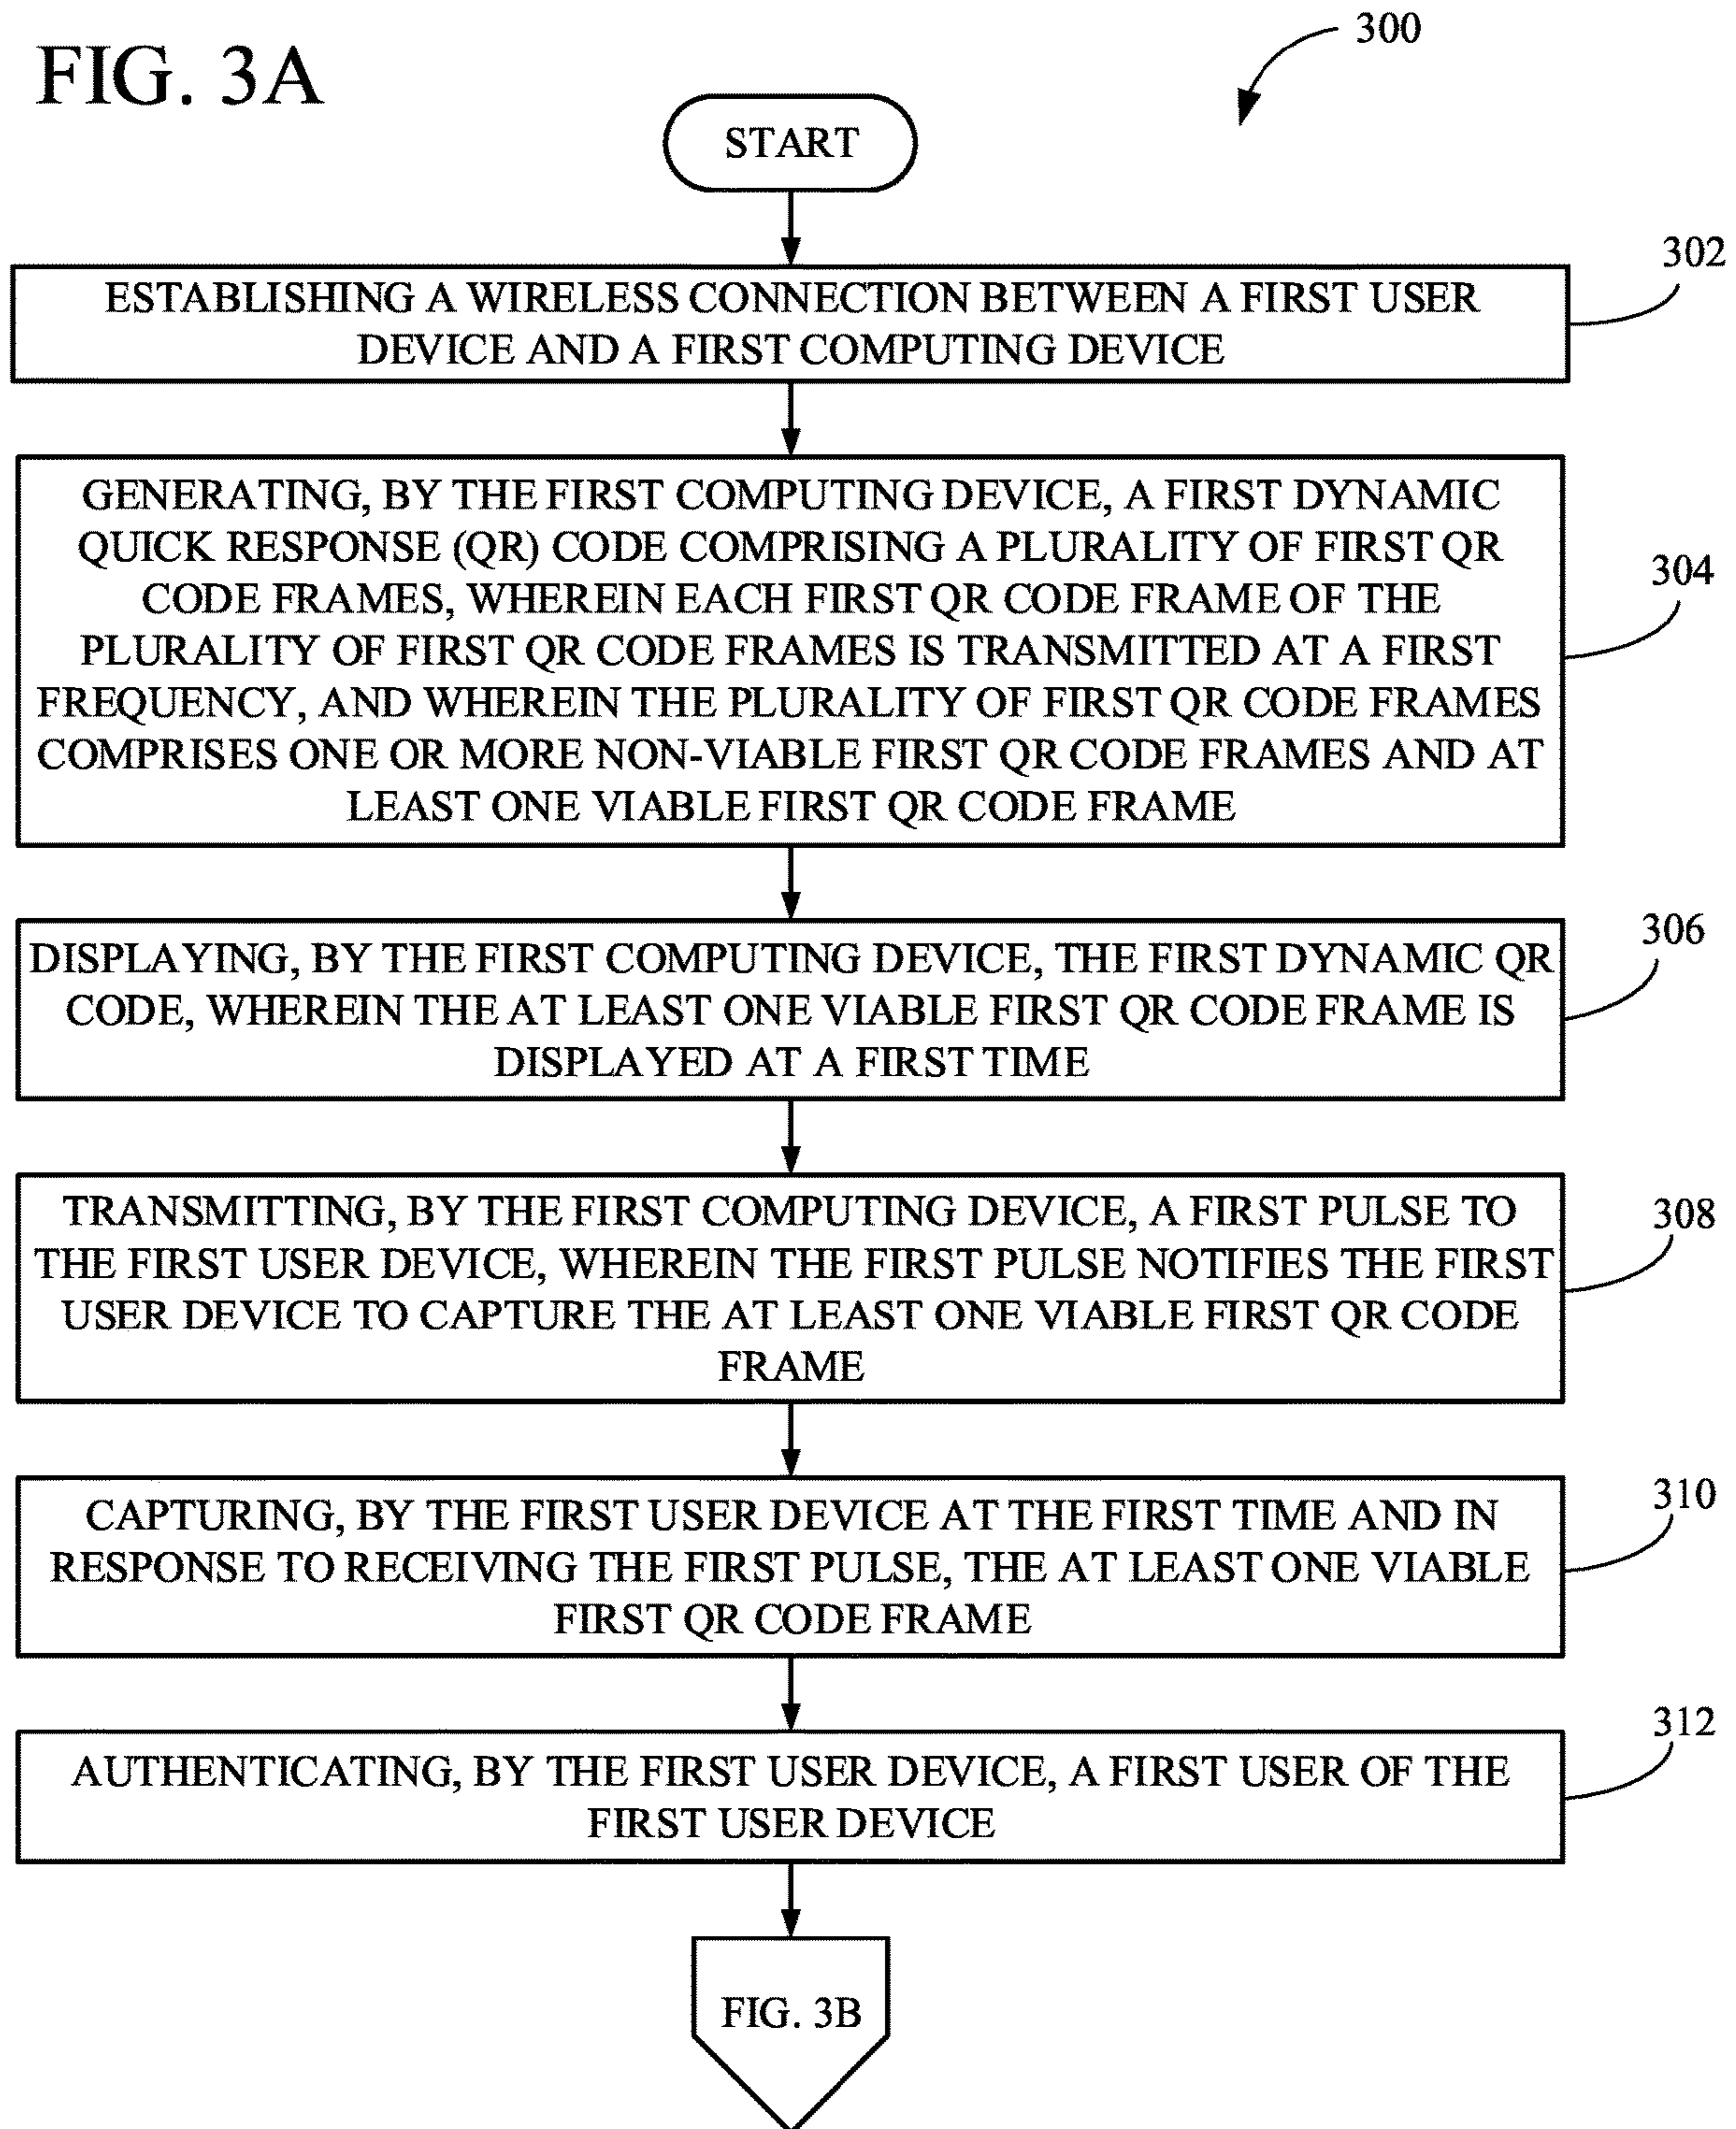 FIG. 3A
300
START
302
ESTABLISHING A WIRELESS CONNECTION BETWEEN A FIRST USER
DEVICE AND A FIRST COMPUTING DEVICE
GENERATING, BY THE FIRST COMPUTING DEVICE, A FIRST DYNAMIC
QUICK RESPONSE (QR) CODE COMPRISING A PLURALITY OF FIRST QR
CODE FRAMES, WHEREIN EACH FIRST QR CODE FRAME OF THE
PLURALITY OF FIRST QR CODE FRAMES IS TRANSMITTED AT A FIRST
FREQUENCY, AND WHEREIN THE PLURALITY OF FIRST QR CODE FRAMES
COMPRISES ONE OR MORE NON-VIABLE FIRST QR CODE FRAMES AND AT
LEAST ONE VIABLE FIRST QR CODE FRAME
304
DISPLAYING, BY THE FIRST COMPUTING DEVICE, THE FIRST DYNAMIC QR
CODE, WHEREIN THE AT LEAST ONE VIABLE FIRST QR CODE FRAME IS
DISPLAYED AT A FIRST TIME
306
TRANSMITTING, BY THE FIRST COMPUTING DEVICE, A FIRST PULSE TO
THE FIRST USER DEVICE, WHEREIN THE FIRST PULSE NOTIFIES THE FIRST
USER DEVICE TO CAPTURE THE AT LEAST ONE VIABLE FIRST QR CODE
FRAME
308
CAPTURING, BY THE FIRST USER DEVICE AT THE FIRST TIME AND IN
RESPONSE TO RECEIVING THE FIRST PULSE, THE AT LEAST ONE VIABLE
FIRST QR CODE FRAME
310
AUTHENTICATING, BY THE FIRST USER DEVICE, A FIRST USER OF THE
FIRST USER DEVICE
312
FIG. 3B